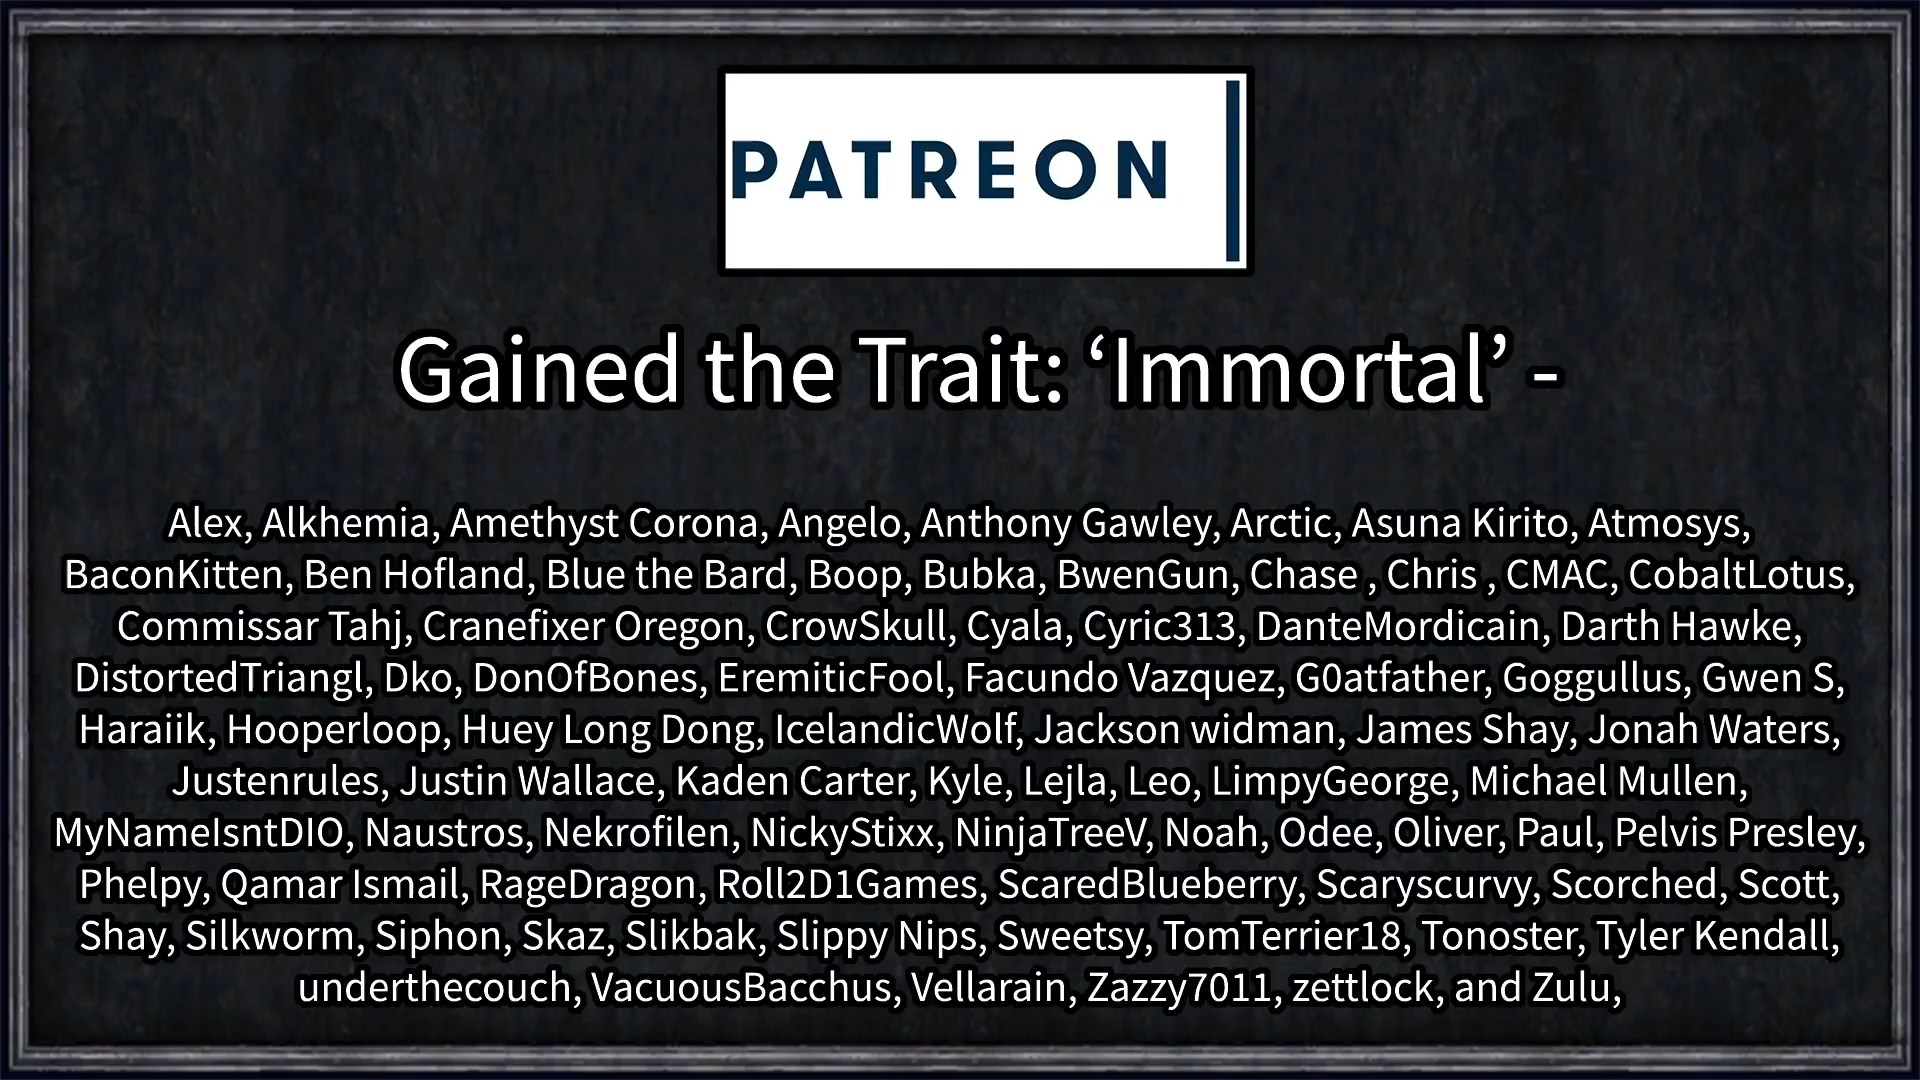 PATREON
Gained the Trait: ‘Immortal’ -
Alex, Alkhemia, Amethyst Corona, Angelo, Anthony Gawley, Arctic, Asuna Kirito, Atmosys,
BaconKitten, Ben Hofland, Blue the Bard, Boop, Bubka, BwenGun, Chase , Chris , CMAC, CobaltLotus,
Commissar Tahj, Cranefixer Oregon, CrowSkull, Cyala, Cyric313, DanteMordicain, Darth Hawke,
DistortedTriangl, Dko, DonOfBones, EremiticFool, Facundo Vazquez, G0atfather, Goggullus, Gwen S,
Haraiik, Hooperloop, Huey Long Dong, IcelandicWolf, Jackson widman, James Shay, Jonah Waters,
Justenrules, Justin Wallace, Kaden Carter, Kyle, Lejla, Leo, LimpyGeorge, Michael Mullen,
MyNameIsntDIO, Naustros, Nekrofilen, NickyStixx, NinjaTreeV, Noah, Odee, Oliver, Paul, Pelvis Presley,
Phelpy, Qamar Ismail, RageDragon, Roll2D1Games, ScaredBlueberry, Scaryscurvy, Scorched, Scott,
Shay, Silkworm, Siphon, Skaz, Slikbak, Slippy Nips, Sweetsy, TomTerrier18, Tonoster, Tyler Kendall,
underthecouch, VacuousBacchus, Vellarain, Zazzy7011, zettlock, and Zulu,